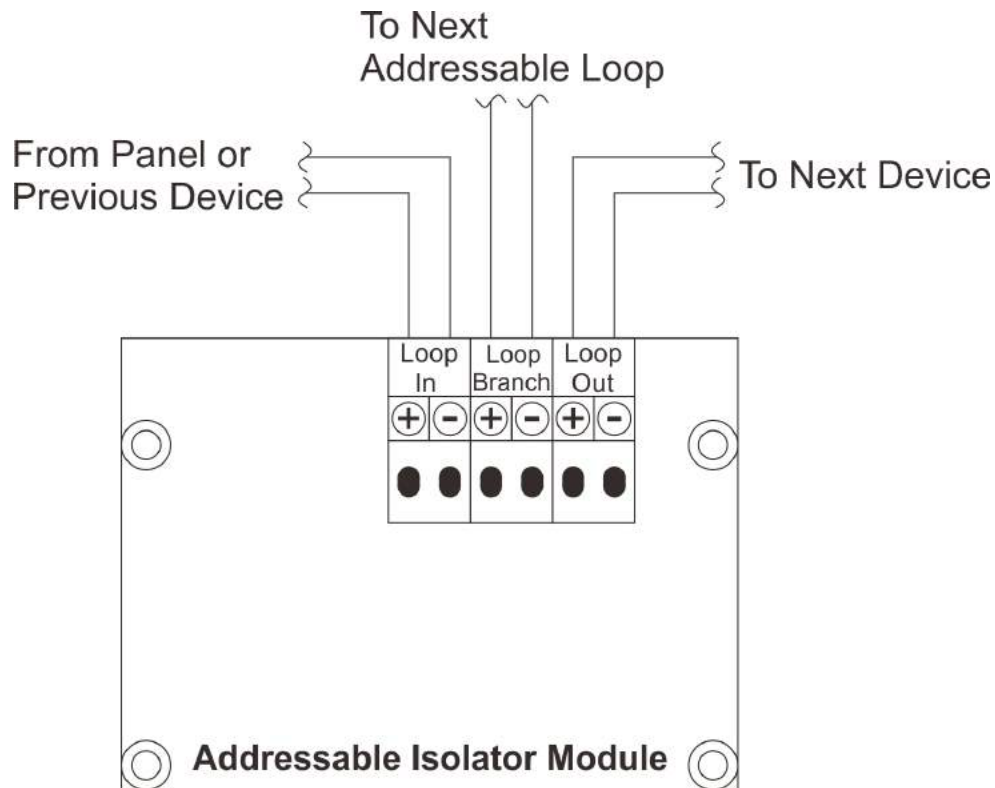 To Next
Addressable Loop
From Panel or
Previous Device
To Next Device
Loop
In
Loop
Branch
Loop
Out
+ - + - + -
Addressable Isolator Module